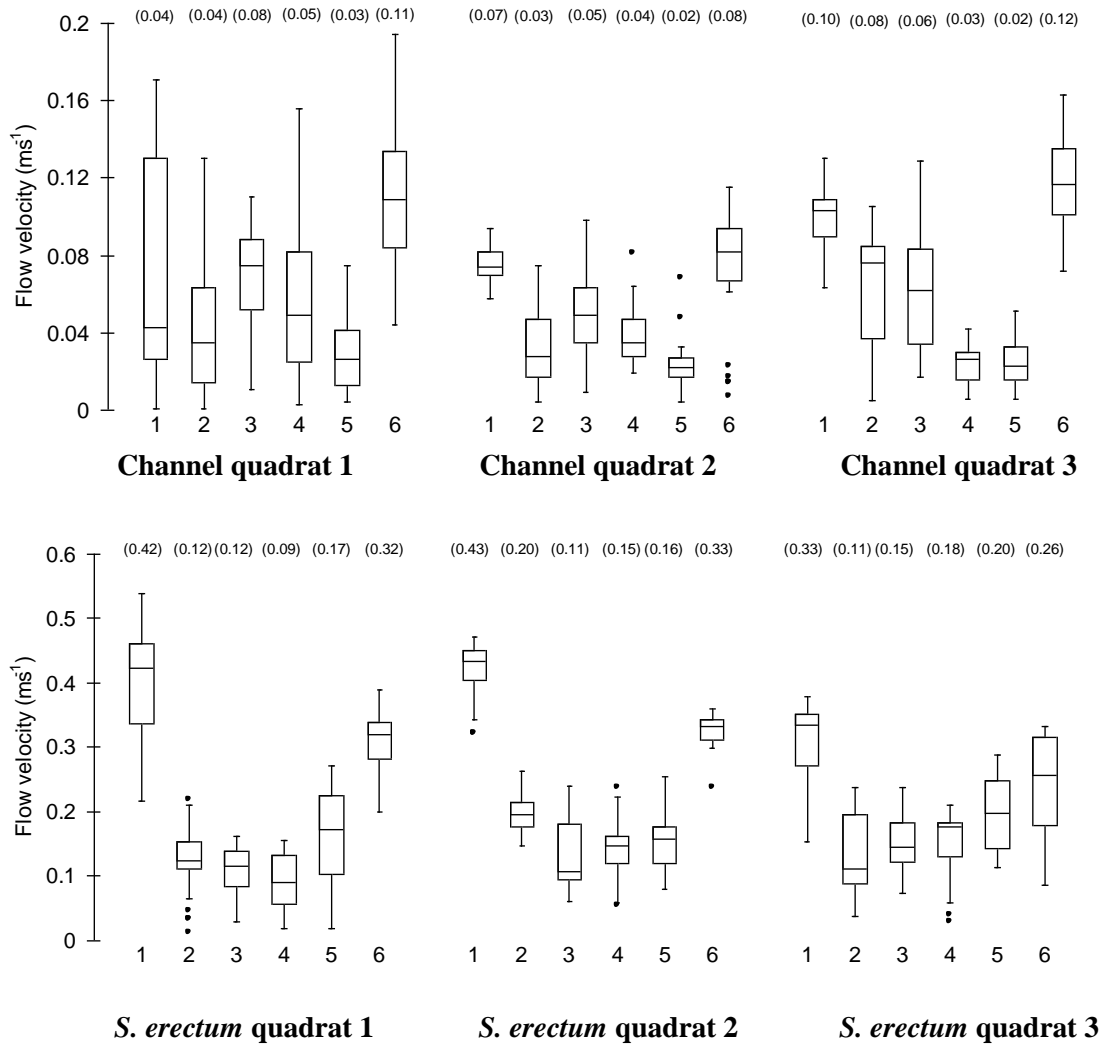 (0.04) (0.04) (0.08) (0.05) (0.03) (0.11) (0.07) (0.03) (0.05) (0.04) (0.02) (0.08) (0.10) (0.08) (0.06) (0.03) (0.02) (0.12)
0.2
0.16
0.12
0.08
0.04
0
Flow velocity (ms-1)
1 2 3 4 5 6 1 2 3 4 5 6 1 2 3 4 5 6
Channel quadrat 1 Channel quadrat 2 Channel quadrat 3
(0.42) (0.12) (0.12) (0.09) (0.17) (0.32) (0.43) (0.20) (0.11) (0.15) (0.16) (0.33) (0.33) (0.11) (0.15) (0.18) (0.20) (0.26)
0.6
0.5
0.4
0.3
0.2
0.1
0
Flow velocity (ms-1)
1 2 3 4 5 6 1 2 3 4 5 6 1 2 3 4 5 6
S. erectum quadrat 1 S. erectum quadrat 2 S. erectum quadrat 3